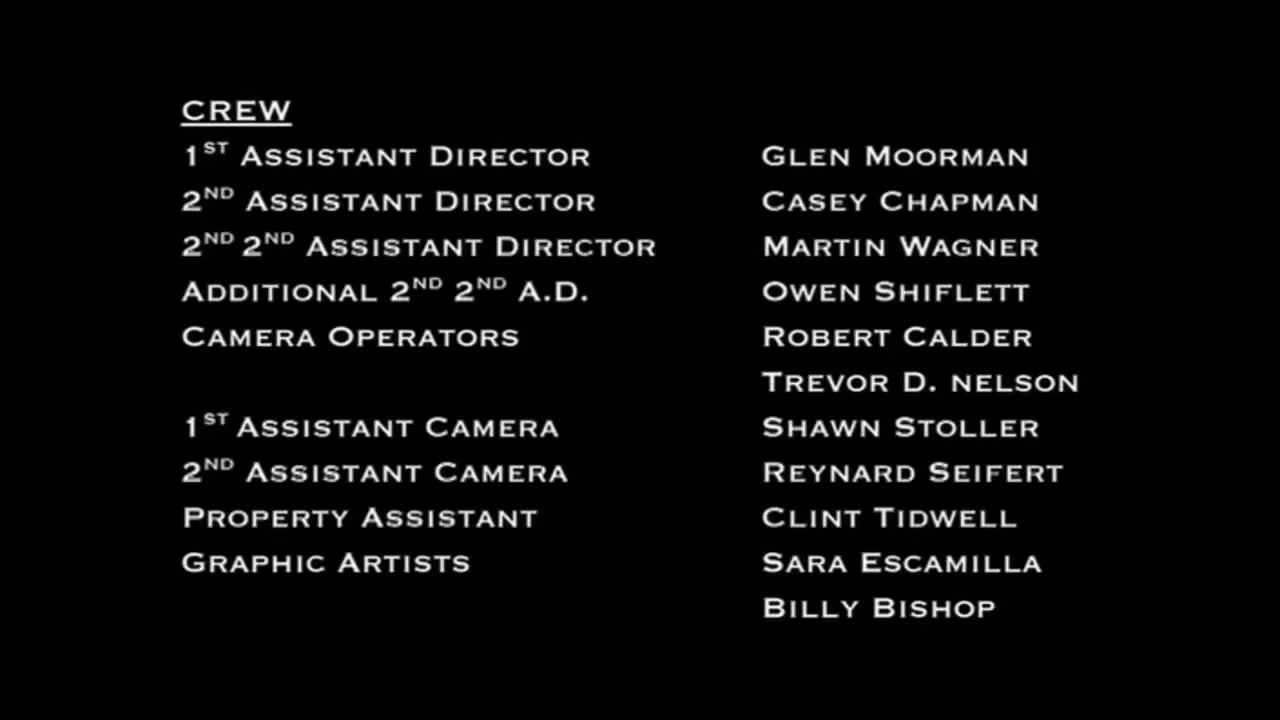 CREW
1ST ASSISTANT DIRECTOR GLEN MOORMAN
2ND ASSISTANT DIRECTOR CASEY CHAPMAN
2ND 2ND ASSISTANT DIRECTOR MARTIN WAGNER
ADDITIONAL 2ND 2ND A.D. OWEN SHIFLETT
CAMERA OPERATORS ROBERT CALDER
TREVOR D. NELSON
1ST ASSISTANT CAMERA SHAWN STOLLER
2ND ASSISTANT CAMERA REYNARD SEIFERT
PROPERTY ASSISTANT CLINT TIDWELL
GRAPHIC ARTISTS SARA ESCAMILLA
BILLY BISHOP